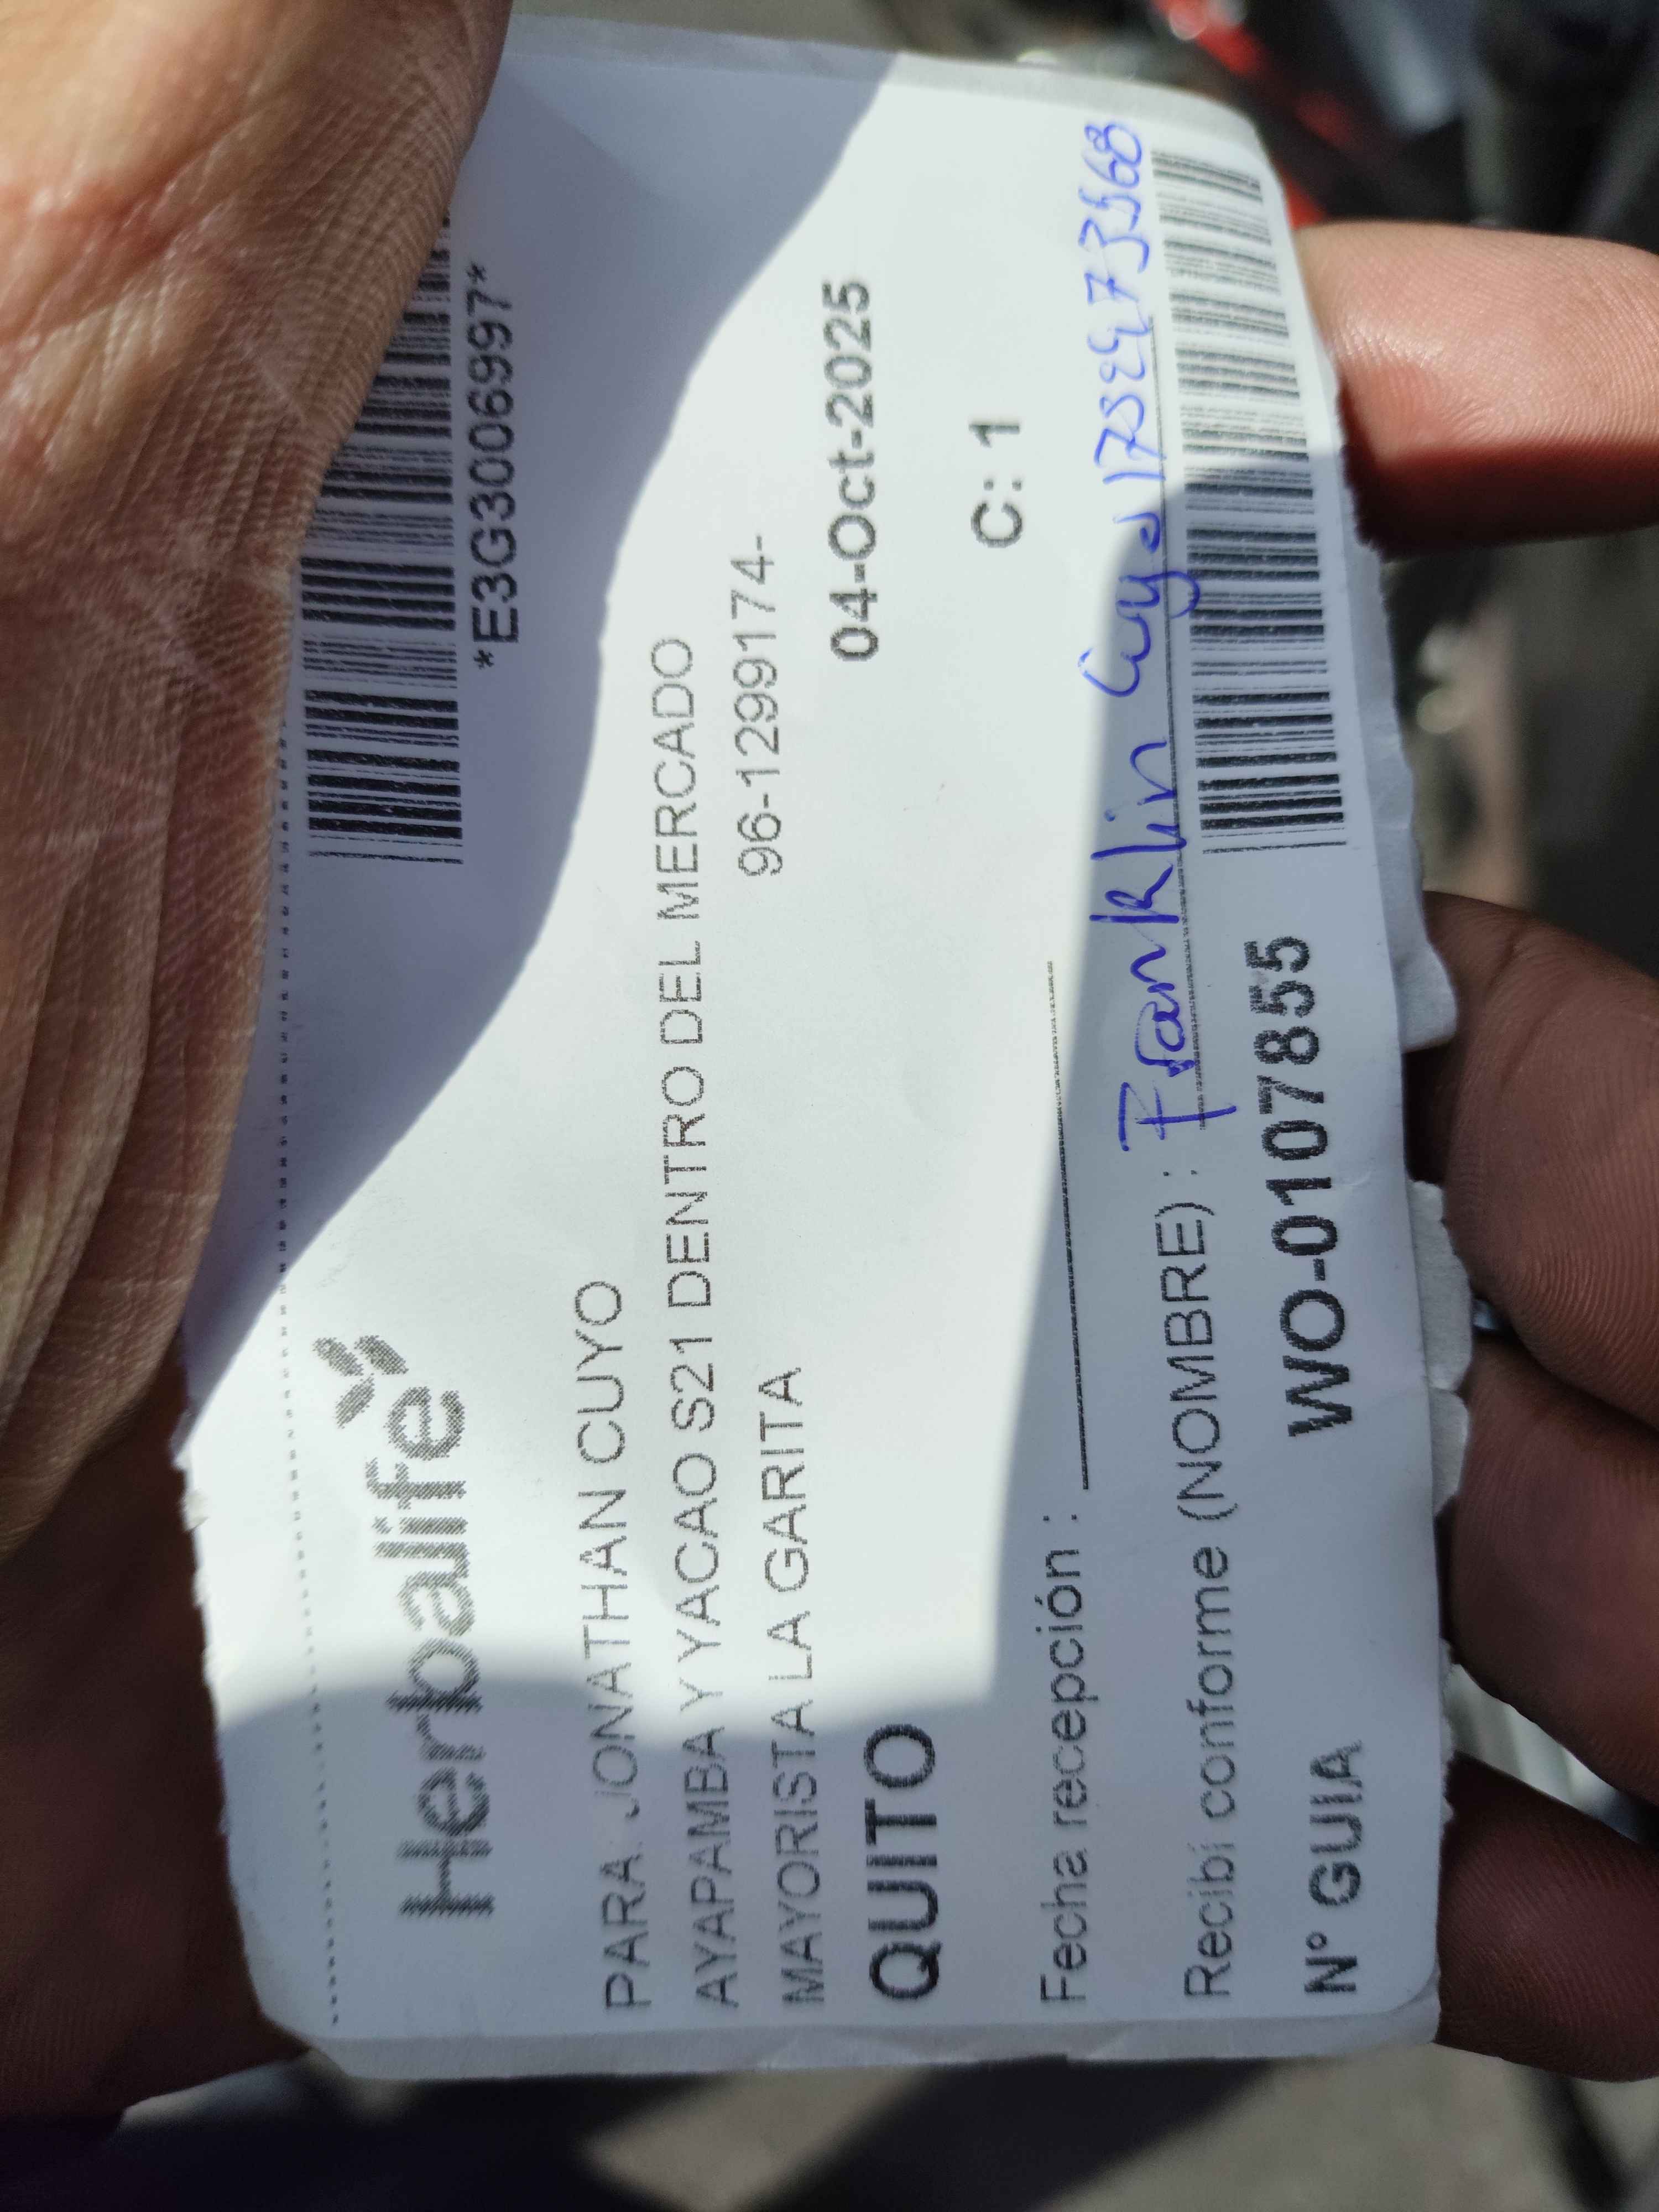 Herbalife
*E3G3006997*
PARA: JONATHAN CUYO
AYAPAMBA Y YACAO S21 DENTRO DEL MERCADO
MAYORISTA LA GARITA 96-1299174-
QUITO 04-Oct-2025
C: 1
Fecha recepción :
Recibí conforme (NOMBRE) : Franklin Cuyo
N° GUIA WO-0107855